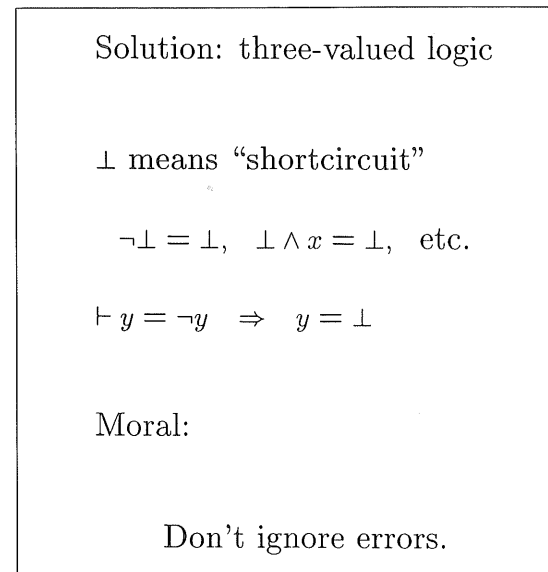 Solution: three-valued logic
⊥ means “shortcircuit”
¬⊥ = ⊥, ⊥ ∧ x = ⊥, etc.
⊢ y = ¬y ⇒ y = ⊥
Moral:
Don't ignore errors.